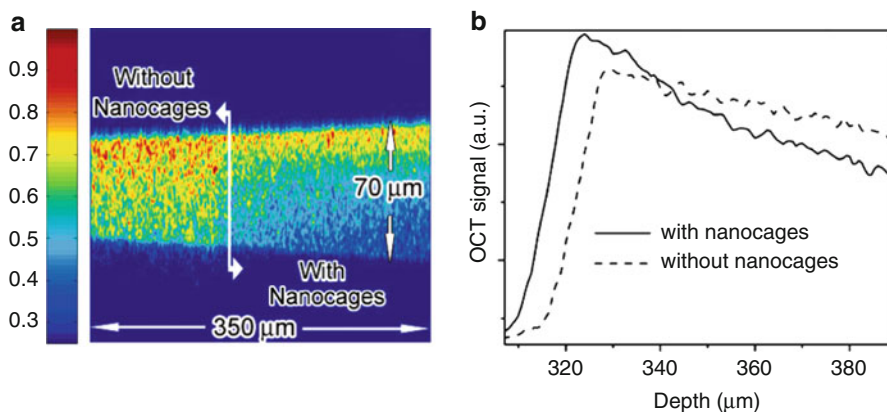 a
0.9
0.8
0.7
0.6
0.5
0.4
0.3
Without
Nanocages
70 μm
With
Nanocages
350 μm
b
OCT signal (a.u.)
with nanocages
without nanocages
320
340
360
380
Depth (μm)